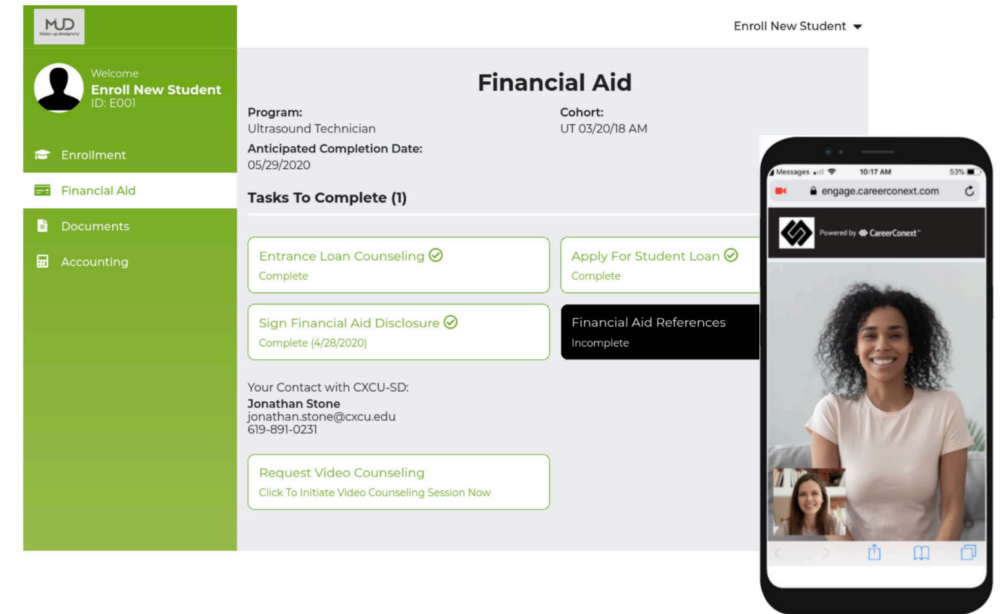 MUD
Make-up designory
Enroll New Student
Welcome
Enroll New Student
ID: E001
Enrollment
Financial Aid
Documents
Accounting
Financial Aid
Program:
Ultrasound Technician
Cohort:
UT 03/20/18 AM
Anticipated Completion Date:
05/29/2020
Tasks To Complete (1)
Entrance Loan Counseling
Complete
Apply For Student Loan
Complete
Sign Financial Aid Disclosure
Complete (4/28/2020)
Financial Aid References
Incomplete
Your Contact with CXCU-SD:
Jonathan Stone
jonathan.stone@cxcu.edu
619-891-0231
Request Video Counseling
Click To Initiate Video Counseling Session Now
Messages 10:17 AM 53%
engage.careerconext.com
Powered by CareerConext™